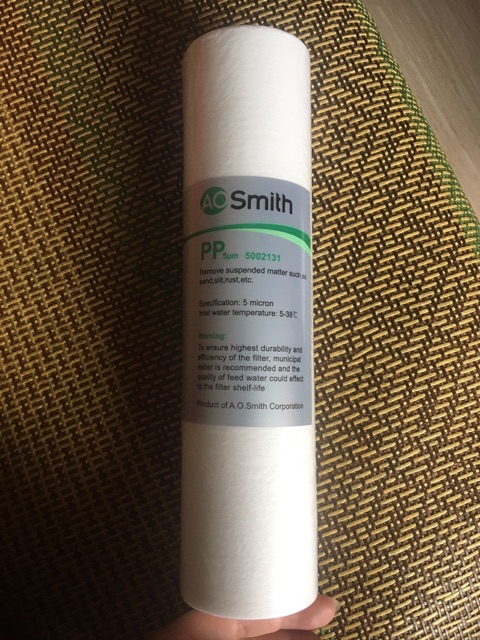 AO Smith
PP 5µm 5002131
Remove suspended matter such as
sand,silt,rust,etc.
Specification: 5 micron
Inlet water temperature: 5-38℃
Warning:
To ensure highest durability and
efficiency of the filter, municipal
water is recommended and the
quality of feed water could effect
to the filter shelf-life
Product of A.O.Smith Corporation